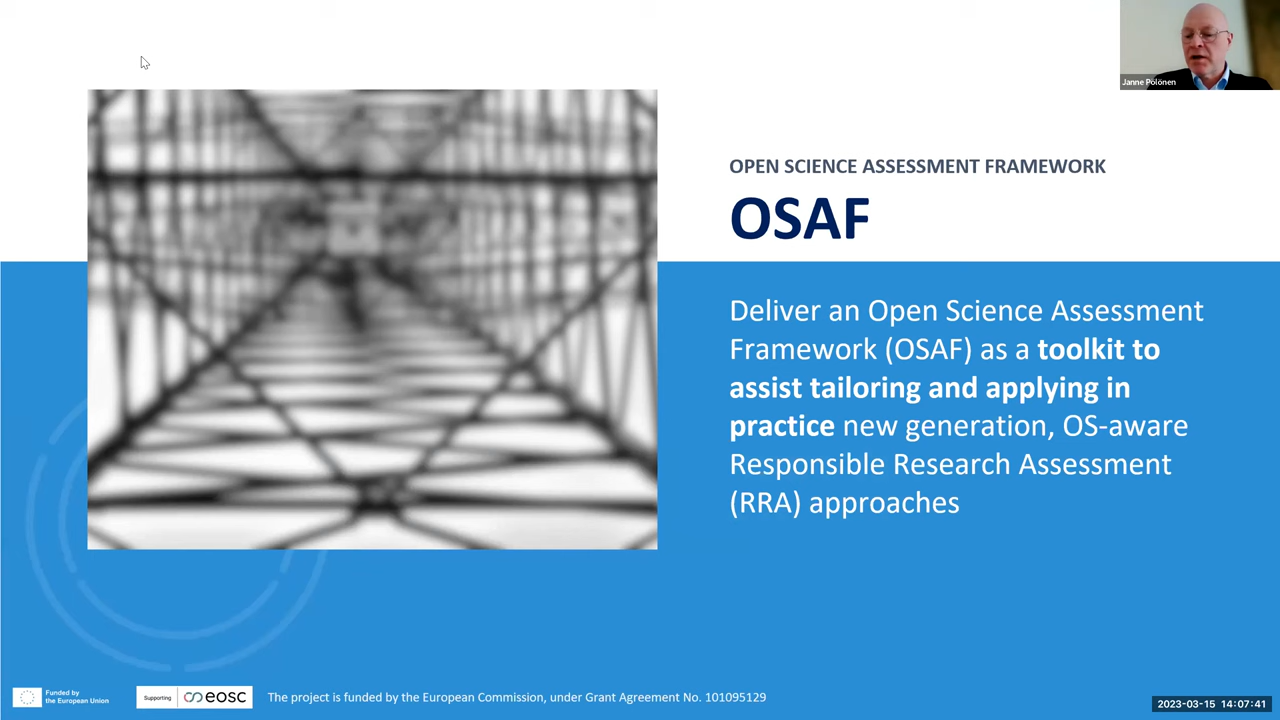 Janne Pölönen
OPEN SCIENCE ASSESSMENT FRAMEWORK
OSAF
Deliver an Open Science Assessment
Framework (OSAF) as a toolkit to
assist tailoring and applying in
practice new generation, OS-aware
Responsible Research Assessment
(RRA) approaches
Funded by
the European Union
Supporting
eosc
The project is funded by the European Commission, under Grant Agreement No. 101095129
2023-03-15 14:07:41